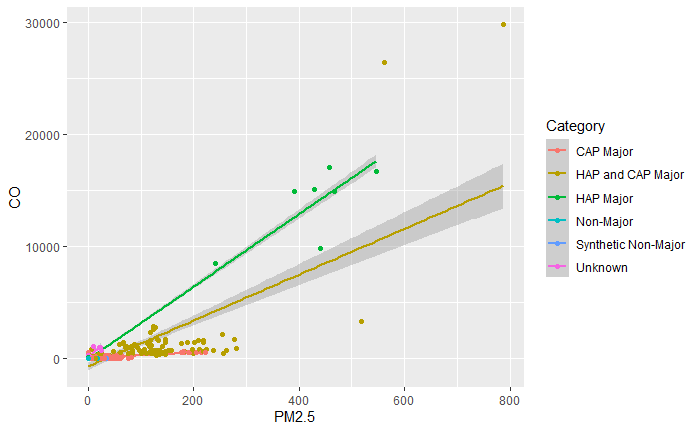 30000
20000
10000
0
CO
0
200
400
600
800
PM2.5
Category
CAP Major
HAP and CAP Major
HAP Major
Non-Major
Synthetic Non-Major
Unknown